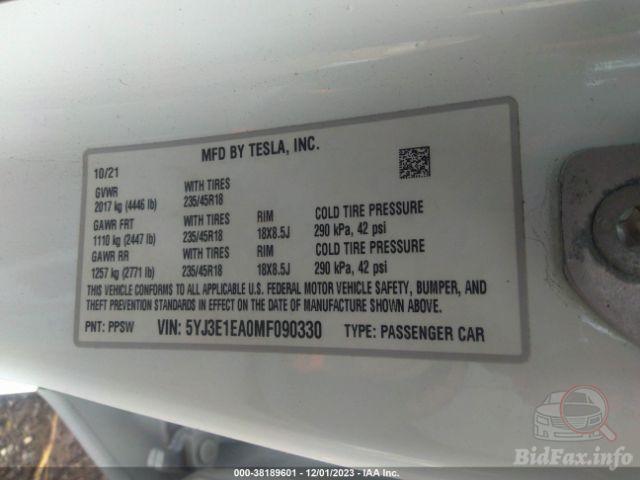 MFD BY TESLA, INC.
10/21
GVWR WITH TIRES
2017 kg (4446 lb) 235/45R18
GAWR FRT WITH TIRES RIM COLD TIRE PRESSURE
1110 kg (2447 lb) 235/45R18 18X8.5J 290 kPa, 42 psi
GAWR RR WITH TIRES RIM COLD TIRE PRESSURE
1257 kg (2771 lb) 235/45R18 18X8.5J 290 kPa, 42 psi
THIS VEHICLE CONFORMS TO ALL APPLICABLE U.S. FEDERAL MOTOR VEHICLE SAFETY, BUMPER, AND
THEFT PREVENTION STANDARDS IN EFFECT ON THE DATE OF MANUFACTURE SHOWN ABOVE.
PNT: PPSW VIN: 5YJ3E1EA0MF090330 TYPE: PASSENGER CAR
000-38189601 - 12/01/2023 - IAA Inc.
BidFax.info